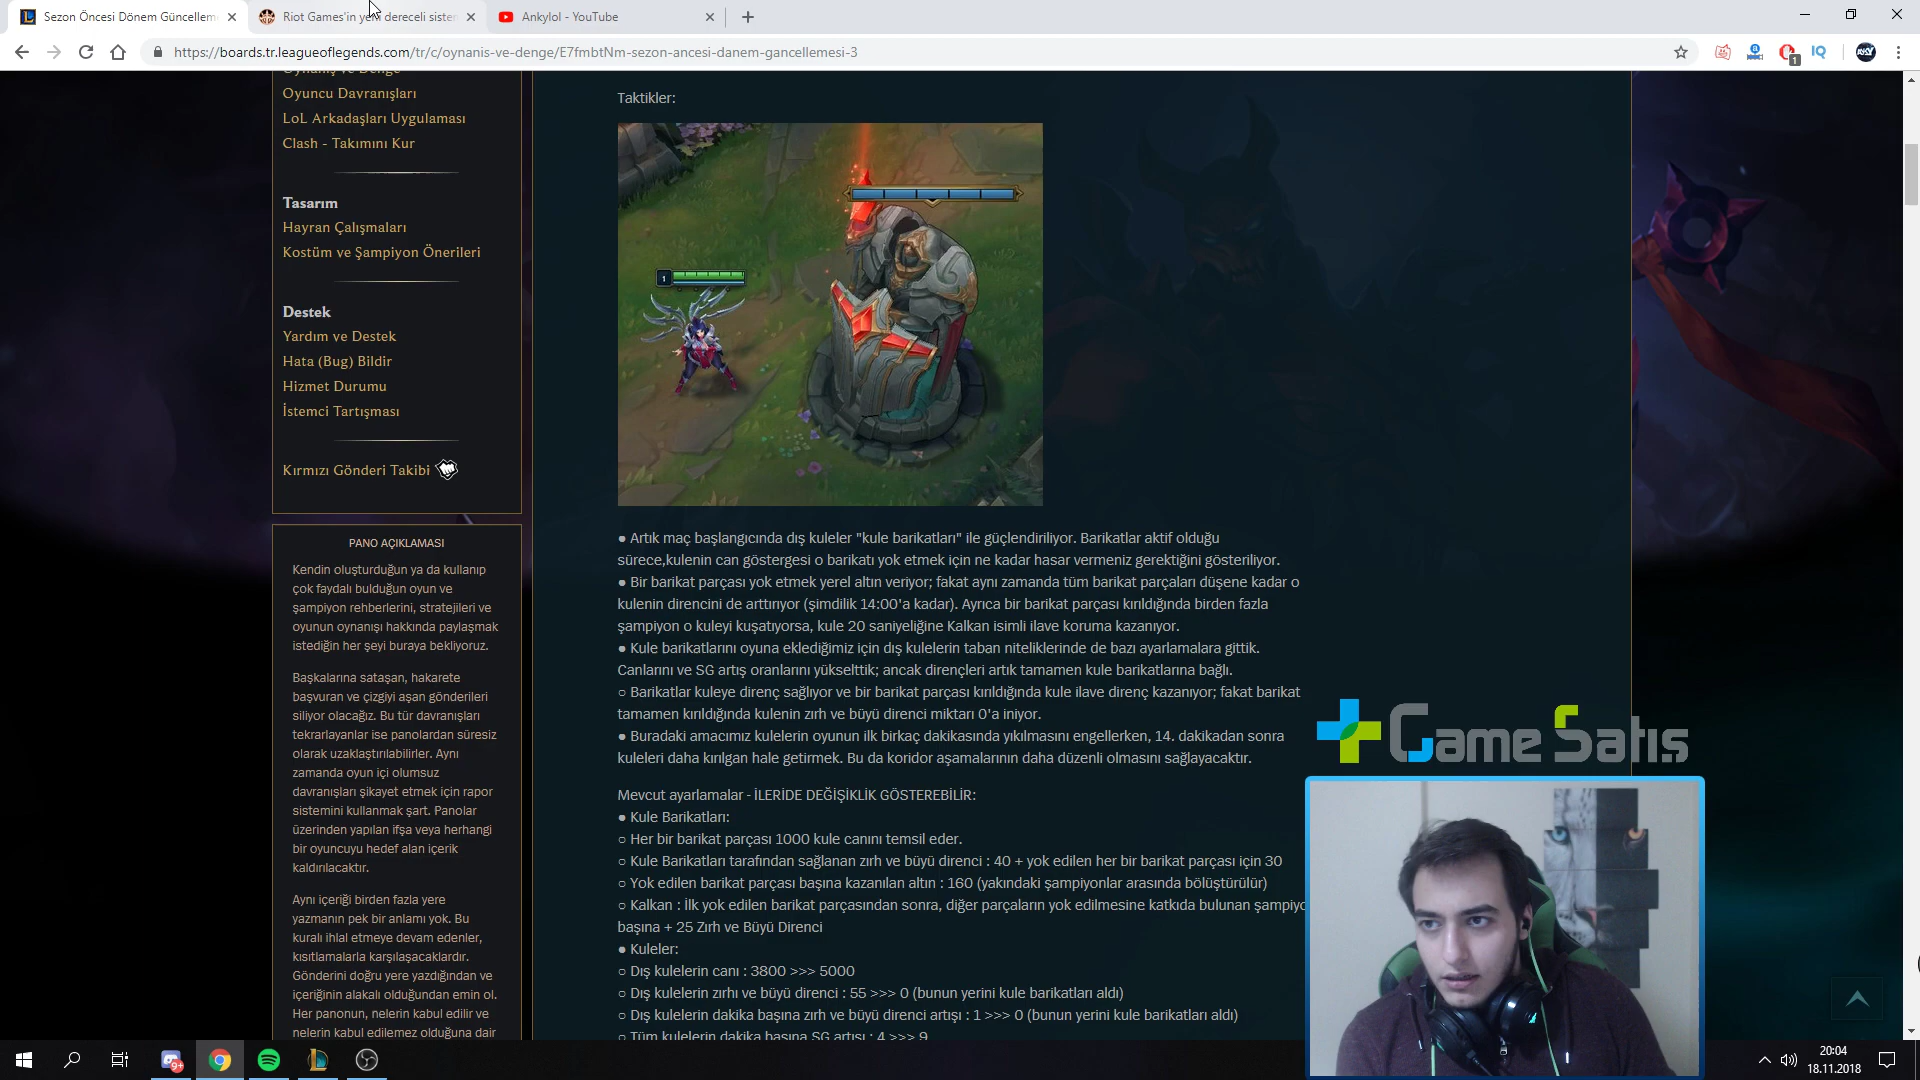 Sezon Öncesi Dönem Güncellem
Riot Games'in yeni dereceli sistem
Ankylol - YouTube
https://boards.tr.leagueoflegends.com/tr/c/oynanis-ve-denge/E7fmbtNm-sezon-ancesi-danem-gancellemesi-3
1
IQ
Oynanış ve Denge
Oyuncu Davranışları
LoL Arkadaşları Uygulaması
Clash - Takımını Kur
Tasarım
Hayran Çalışmaları
Kostüm ve Şampiyon Önerileri
Destek
Yardım ve Destek
Hata (Bug) Bildir
Hizmet Durumu
İstemci Tartışması
Kırmızı Gönderi Takibi
PANO AÇIKLAMASI
Kendin oluşturduğun ya da kullanıp
çok faydalı bulduğun oyun ve
şampiyon rehberlerini, stratejileri ve
oyunun oynanışı hakkında paylaşmak
istediğin her şeyi buraya bekliyoruz.
Başkalarına sataşan, hakarete
başvuran ve çizgiyi aşan gönderileri
siliyor olacağız. Bu tür davranışları
tekrarlayanlar ise panolardan süresiz
olarak uzaklaştırılabilirler. Aynı
zamanda oyun içi olumsuz
davranışları şikayet etmek için rapor
sistemini kullanmak şart. Panolar
üzerinden yapılan ifşa veya herhangi
bir oyuncuyu hedef alan içerik
kaldırılacaktır.
Aynı içeriği birden fazla yere
yazmanın pek bir anlamı yok. Bu
kuralı ihlal etmeye devam edenler,
kısıtlamalarla karşılaşacaklardır.
Gönderini doğru yere yazdığından ve
içeriğinin alakalı olduğundan emin ol.
Her panonun, nelerin kabul edilir ve
nelerin kabul edilemez olduğuna dair
Taktikler:
1
● Artık maç başlangıcında dış kuleler "kule barikatları" ile güçlendiriliyor. Barikatlar aktif olduğu
sürece,kulenin can göstergesi o barikatı yok etmek için ne kadar hasar vermeniz gerektiğini gösteriliyor.
● Bir barikat parçası yok etmek yerel altın veriyor; fakat aynı zamanda tüm barikat parçaları düşene kadar o
kulenin direncini de arttırıyor (şimdilik 14:00'a kadar). Ayrıca bir barikat parçası kırıldığında birden fazla
şampiyon o kuleyi kuşatıyorsa, kule 20 saniyeliğine Kalkan isimli ilave koruma kazanıyor.
● Kule barikatlarını oyuna eklediğimiz için dış kulelerin taban niteliklerinde de bazı ayarlamalara gittik.
Canlarını ve SG artış oranlarını yükselttik; ancak dirençleri artık tamamen kule barikatlarına bağlı.
○ Barikatlar kuleye direnç sağlıyor ve bir barikat parçası kırıldığında kule ilave direnç kazanıyor; fakat barikat
tamamen kırıldığında kulenin zırh ve büyü direnci miktarı 0'a iniyor.
● Buradaki amacımız kulelerin oyunun ilk birkaç dakikasında yıkılmasını engellerken, 14. dakikadan sonra
kuleleri daha kırılgan hale getirmek. Bu da koridor aşamalarının daha düzenli olmasını sağlayacaktır.
Mevcut ayarlamalar - İLERİDE DEĞİŞİKLİK GÖSTEREBİLİR:
● Kule Barikatları:
○ Her bir barikat parçası 1000 kule canını temsil eder.
○ Kule Barikatları tarafından sağlanan zırh ve büyü direnci : 40 + yok edilen her bir barikat parçası için 30
○ Yok edilen barikat parçası başına kazanılan altın : 160 (yakındaki şampiyonlar arasında bölüştürülür)
○ Kalkan : İlk yok edilen barikat parçasından sonra, diğer parçaların yok edilmesine katkıda bulunan şampiyo
başına + 25 Zırh ve Büyü Direnci
● Kuleler:
○ Dış kulelerin canı : 3800 >>> 5000
○ Dış kulelerin zırhı ve büyü direnci : 55 >>> 0 (bunun yerini kule barikatları aldı)
○ Dış kulelerin dakika başına zırh ve büyü direnci artışı : 1 >>> 0 (bunun yerini kule barikatları aldı)
○ Tüm kulelerin dakika başına SG artışı : 4 >>> 9
Game Satış
9+
20:04
18.11.2018